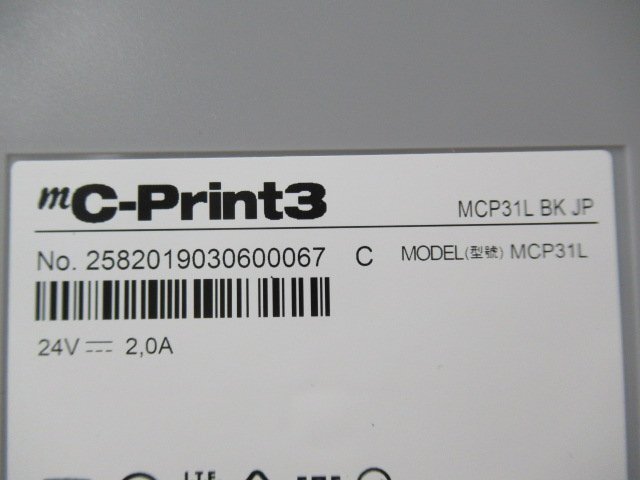 mC-Print3
MCP31L BK JP
No. 2582019030600067 C MODEL(型號) MCP31L
24V 2,0A